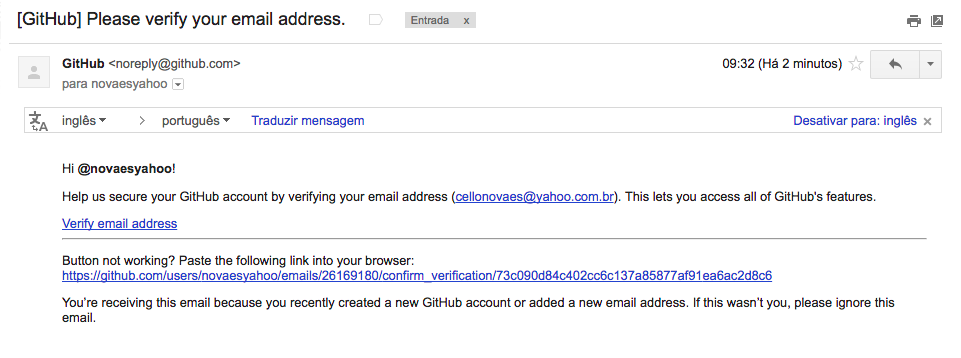 [GitHub] Please verify your email address.
Entrada x
GitHub <noreply@github.com>
09:32 (Há 2 minutos)
para novaesyahoo
inglês > português Traduzir mensagem
Desativar para: inglês x
Hi @novaesyahoo!
Help us secure your GitHub account by verifying your email address (cellonovaes@yahoo.com.br). This lets you access all of GitHub's features.
Verify email address
Button not working? Paste the following link into your browser:
https://github.com/users/novaesyahoo/emails/26169180/confirm_verification/73c090d84c402cc6c137a85877af91ea6ac2d8c6
You're receiving this email because you recently created a new GitHub account or added a new email address. If this wasn't you, please ignore this
email.